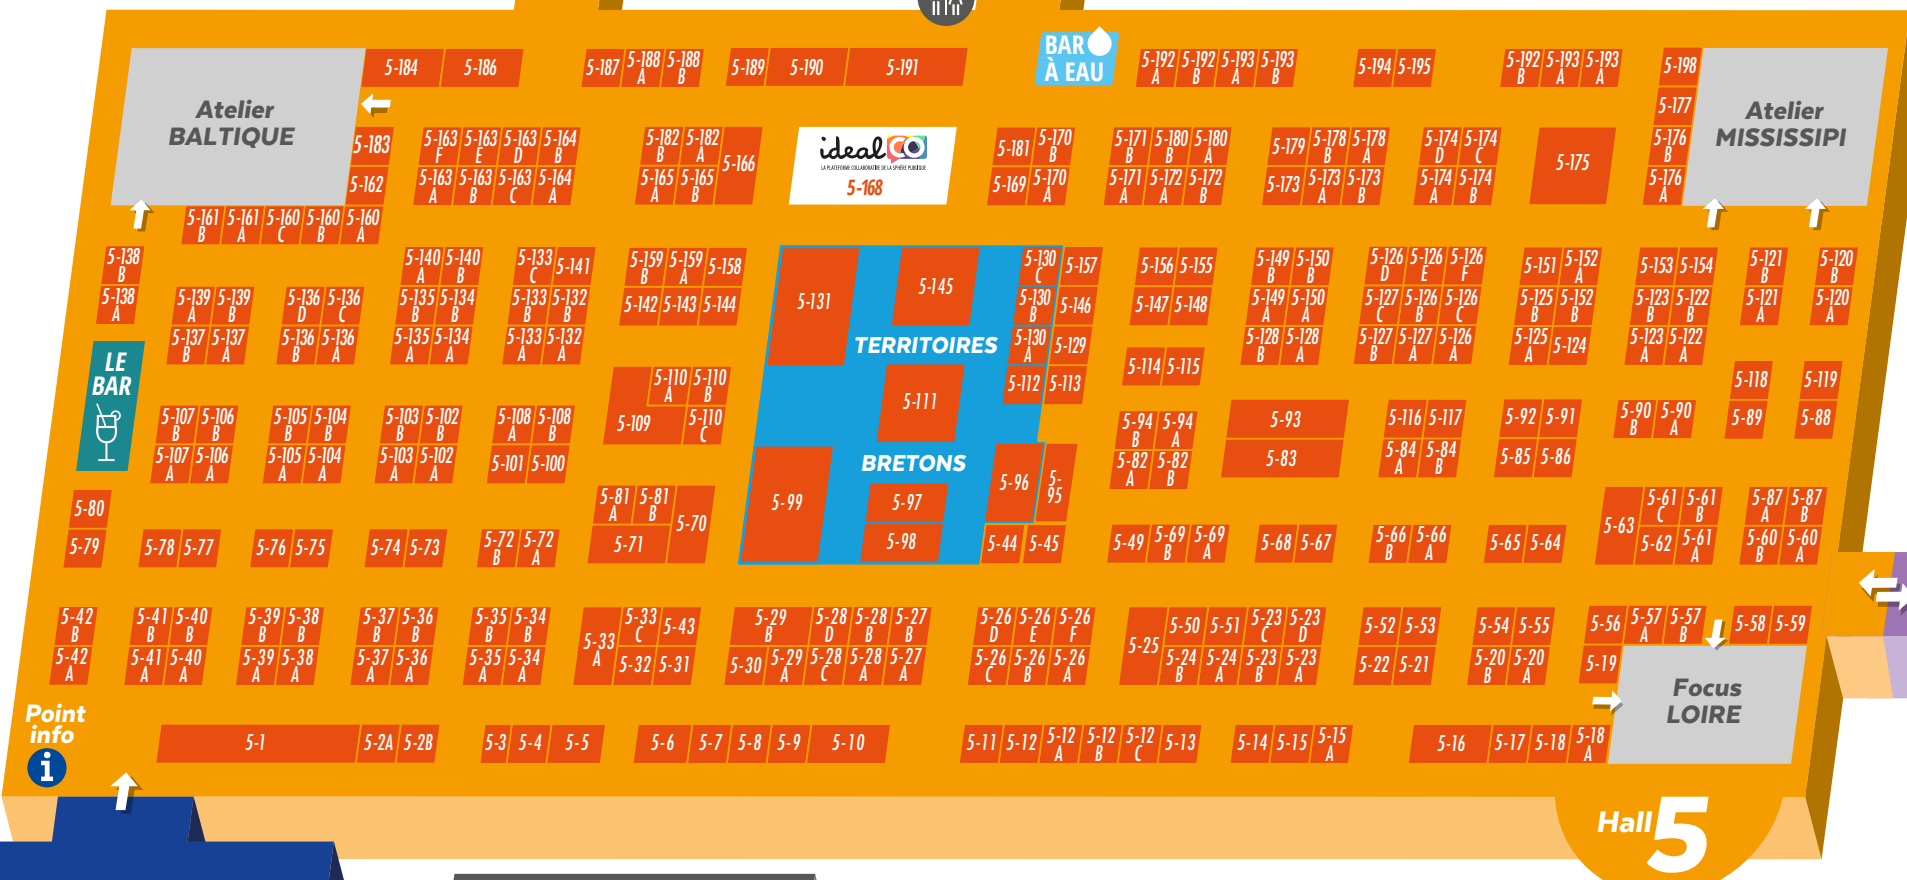 BAR
À EAU
5-184 5-186 5-187 5-188 A 5-188 B 5-189 5-190 5-191 5-192 A 5-192 B 5-193 A 5-193 B 5-194 5-195 5-192 B 5-193 A 5-193 A 5-198
Atelier
BALTIQUE
Atelier
MISSISSIPI
5-177
5-183 5-163 F 5-163 E 5-163 D 5-164 B 5-182 B 5-182 A 5-166
ideal CO
LA PLATEFORME COLLABORATIVE DE LA SPHÈRE PUBLIQUE
5-168
5-181 5-170 B 5-171 B 5-180 B 5-180 A 5-179 5-178 B 5-178 A 5-174 D 5-174 C 5-175 5-176 B
5-162 5-163 A 5-163 B 5-163 C 5-164 A 5-165 A 5-165 B 5-169 5-170 A 5-171 A 5-172 A 5-172 B 5-173 5-173 A 5-173 B 5-174 A 5-174 B 5-176 A
5-161 B 5-161 A 5-160 C 5-160 B 5-160 A
5-138 B 5-140 A 5-140 B 5-133 C 5-141 5-159 B 5-159 A 5-158 5-131 5-145 5-130 C 5-157 5-156 5-155 5-149 B 5-150 B 5-126 D 5-126 E 5-126 F 5-151 5-152 A 5-153 5-154 5-121 B 5-120 B
5-138 A 5-139 A 5-139 B 5-136 D 5-136 C 5-135 B 5-134 B 5-133 B 5-132 B 5-142 5-143 5-144 5-130 B 5-146 5-147 5-148 5-149 A 5-150 A 5-127 C 5-126 B 5-126 C 5-125 B 5-152 B 5-123 B 5-122 B 5-121 A 5-120 A
5-137 B 5-137 A 5-136 B 5-136 A 5-135 A 5-134 A 5-133 A 5-132 A
TERRITOIRES
5-130 A 5-129 5-128 B 5-128 A 5-127 B 5-127 A 5-126 A 5-125 A 5-124 5-123 A 5-122 A
LE
BAR
5-110 A 5-110 B 5-112 5-113 5-114 5-115 5-118 5-119
5-107 B 5-106 B 5-105 B 5-104 B 5-103 B 5-102 B 5-108 A 5-108 B 5-109 5-110 C 5-111 5-94 B 5-94 A 5-93 5-116 5-117 5-92 5-91 5-90 B 5-90 A 5-89 5-88
5-107 A 5-106 A 5-105 A 5-104 A 5-103 A 5-102 A 5-101 5-100
BRETONS
5-82 A 5-82 B 5-83 5-84 A 5-84 B 5-85 5-86
5-80 5-81 A 5-81 B 5-70 5-99 5-97 5-96 5-95 5-63 5-61 C 5-61 B 5-87 A 5-87 B
5-79 5-78 5-77 5-76 5-75 5-74 5-73 5-72 B 5-72 A 5-71 5-98 5-44 5-45 5-49 5-69 B 5-69 A 5-68 5-67 5-66 B 5-66 A 5-65 5-64 5-62 5-61 A 5-60 B 5-60 A
5-42 B 5-41 B 5-40 B 5-39 B 5-38 B 5-37 B 5-36 B 5-35 B 5-34 B 5-33 A 5-33 C 5-43 5-29 B 5-28 D 5-28 B 5-27 B 5-26 D 5-26 E 5-26 F 5-25 5-50 5-51 5-23 C 5-23 D 5-52 5-53 5-54 5-55 5-56 5-57 A 5-57 B 5-58 5-59
5-42 A 5-41 A 5-40 A 5-39 A 5-38 A 5-37 A 5-36 A 5-35 A 5-34 A 5-32 5-31 5-30 5-29 A 5-28 C 5-28 A 5-27 A 5-26 C 5-26 B 5-26 A 5-24 B 5-24 A 5-23 B 5-23 A 5-22 5-21 5-20 B 5-20 A 5-19
Focus
LOIRE
Point
info
i
5-1 5-2A 5-2B 5-3 5-4 5-5 5-6 5-7 5-8 5-9 5-10 5-11 5-12 5-12 A 5-12 B 5-12 C 5-13 5-14 5-15 5-15 A 5-16 5-17 5-18 5-18 A
Hall 5